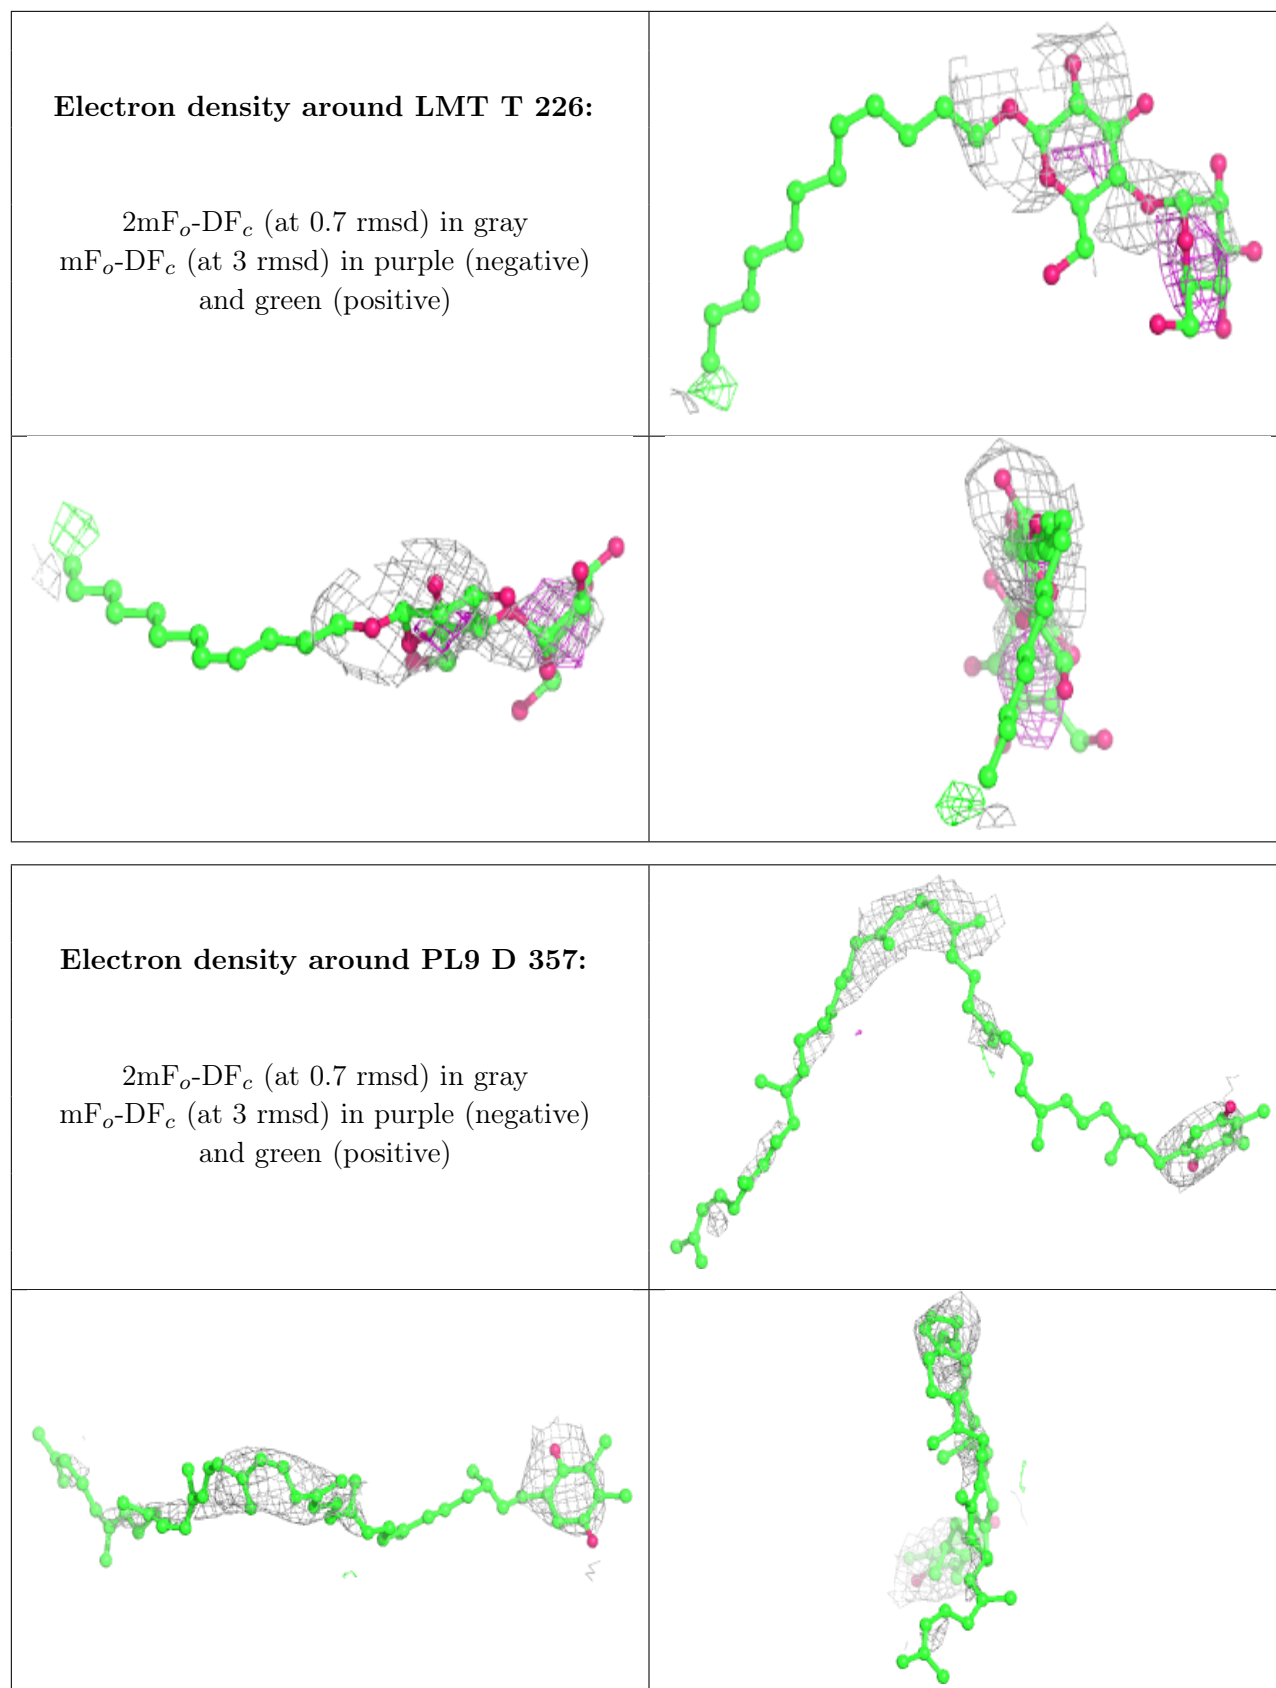 Electron density around LMT T 226:
2mFo-DFc (at 0.7 rmsd) in gray
mFo-DFc (at 3 rmsd) in purple (negative)
and green (positive)
Electron density around PL9 D 357:
2mFo-DFc (at 0.7 rmsd) in gray
mFo-DFc (at 3 rmsd) in purple (negative)
and green (positive)